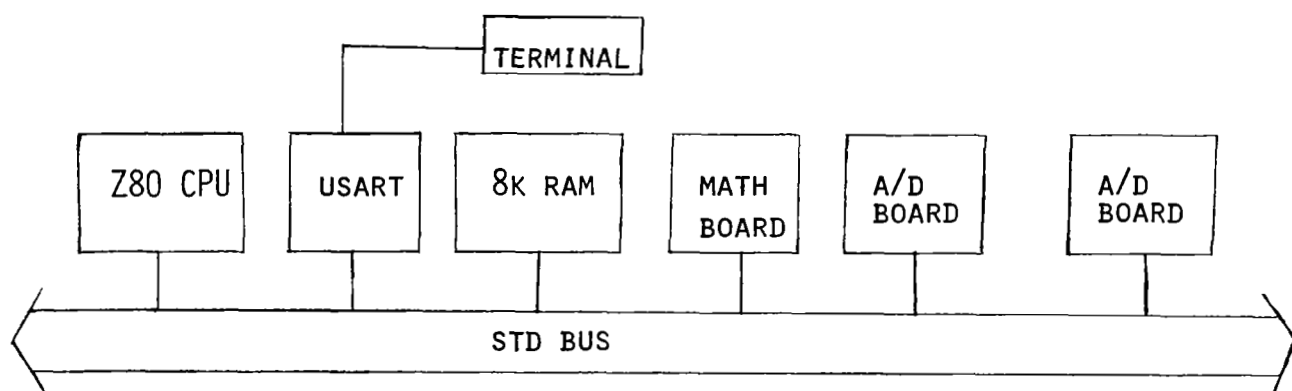 TERMINAL
Z80 CPU
USART
8K RAM
MATH
BOARD
A/D
BOARD
A/D
BOARD
STD BUS